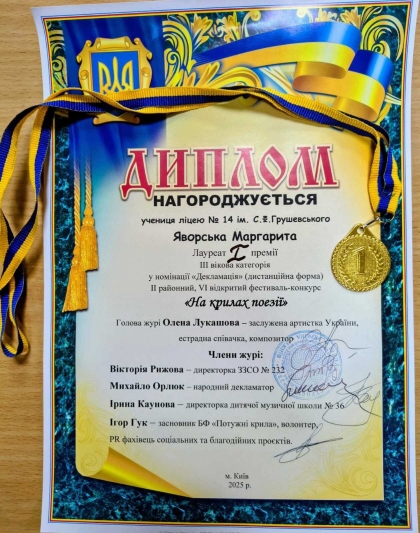 ДИПЛОМ
НАГОРОДЖУЄТЬСЯ
учениця ліцею № 14 ім. С.Ф.Грушевського
Яворська Маргарита
Лауреат I премії
III вікова категорія
у номінації «Декламація» (дистанційна форма)
II районний, VI відкритий фестиваль-конкурс
«На крилах поезії»
Голова журі Олена Лукашова – заслужена артистка України,
естрадна співачка, композитор
Члени журі:
Вікторія Рижова – директорка ЗЗСО № 232
Михайло Орлюк – народний декламатор
Ірина Каунова – директорка дитячої музичної школи № 36
Ігор Гук – засновник БФ «Потужні крила», волонтер,
PR фахівець соціальних та благодійних проєктів.
м. Київ
2025 р.
1